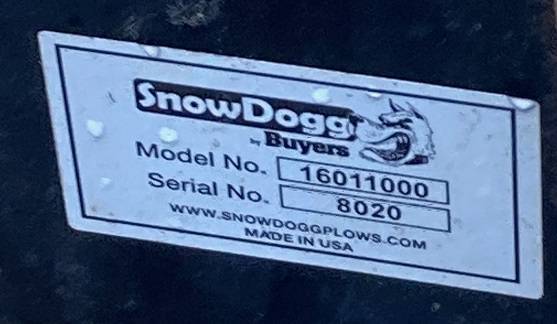 SnowDogg
by Buyers
Model No. 16011000
Serial No. 8020
WWW.SNOWDOGGPLOWS.COM
MADE IN USA